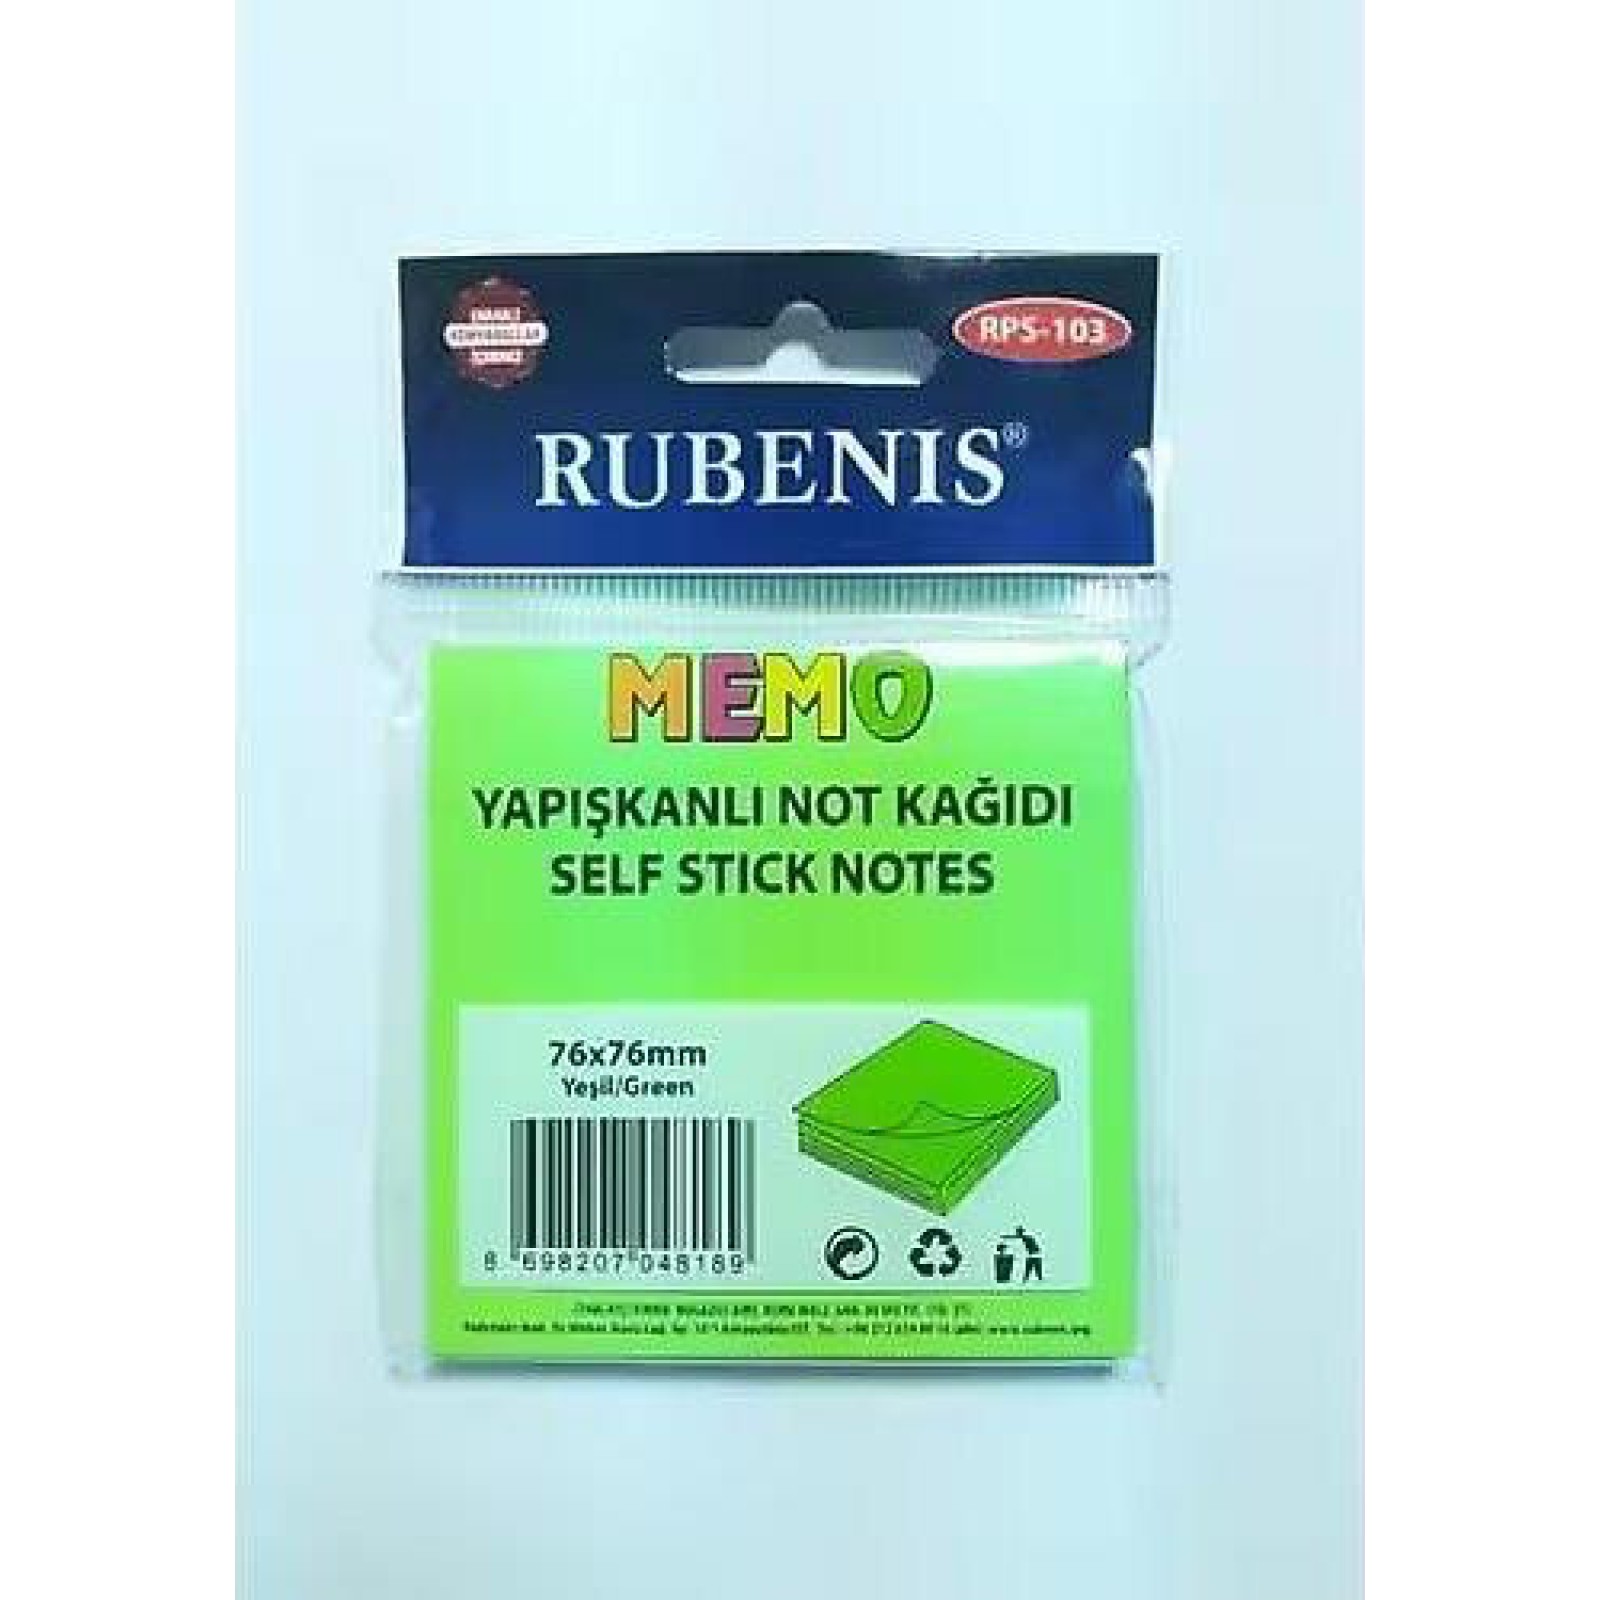 RPS-103
RUBENIS®
MEMO
YAPIŞKANLI NOT KAĞIDI
SELF STICK NOTES
76x76mm
Yeşil/Green
8 698207 048189